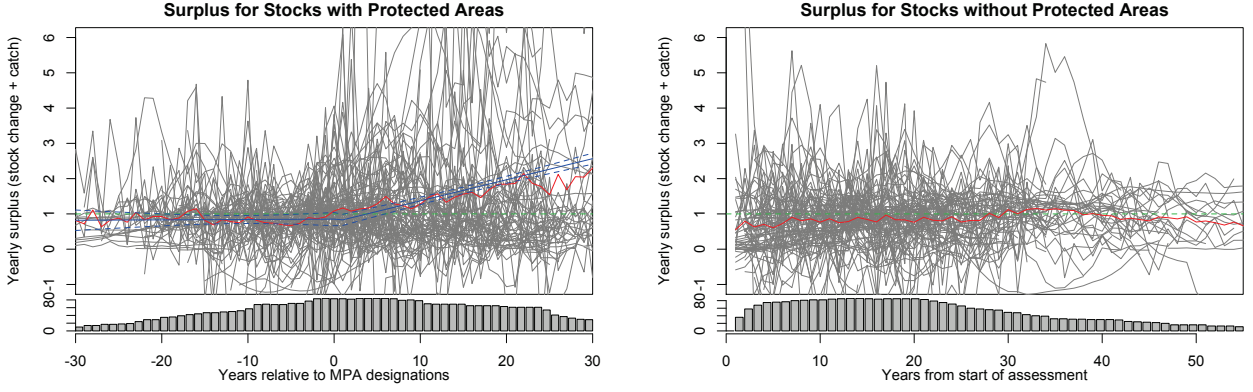 Surplus for Stocks with Protected Areas
Yearly surplus (stock change + catch)
6
5
4
3
2
1
0
-1
80
0
-30 -20 -10 0 10 20 30
Years relative to MPA designations
Surplus for Stocks without Protected Areas
Yearly surplus (stock change + catch)
6
5
4
3
2
1
0
-1
80
0
0 10 20 30 40 50
Years from start of assessment